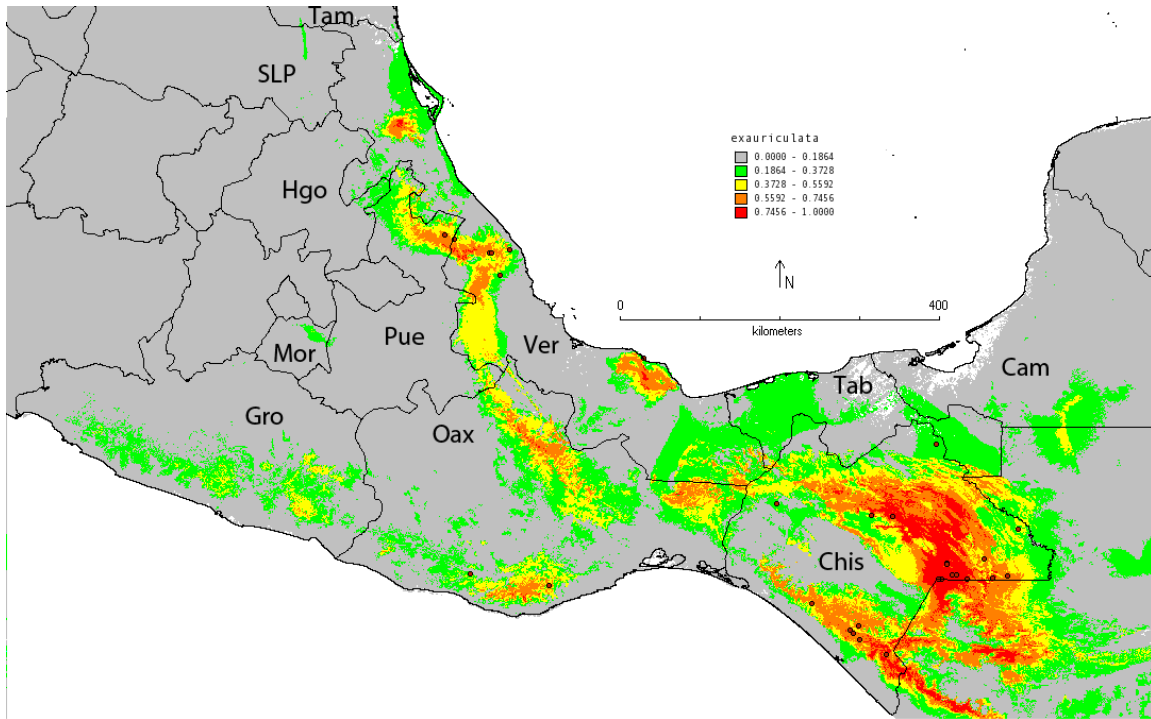 Tam
SLP
exauriculata
0.0000 - 0.1864
0.1864 - 0.3728
0.3728 - 0.5592
0.5592 - 0.7456
0.7456 - 1.0000
Hgo
N
0 400
kilometers
Mor
Pue
Ver
Tab
Cam
Gro
Oax
Chis